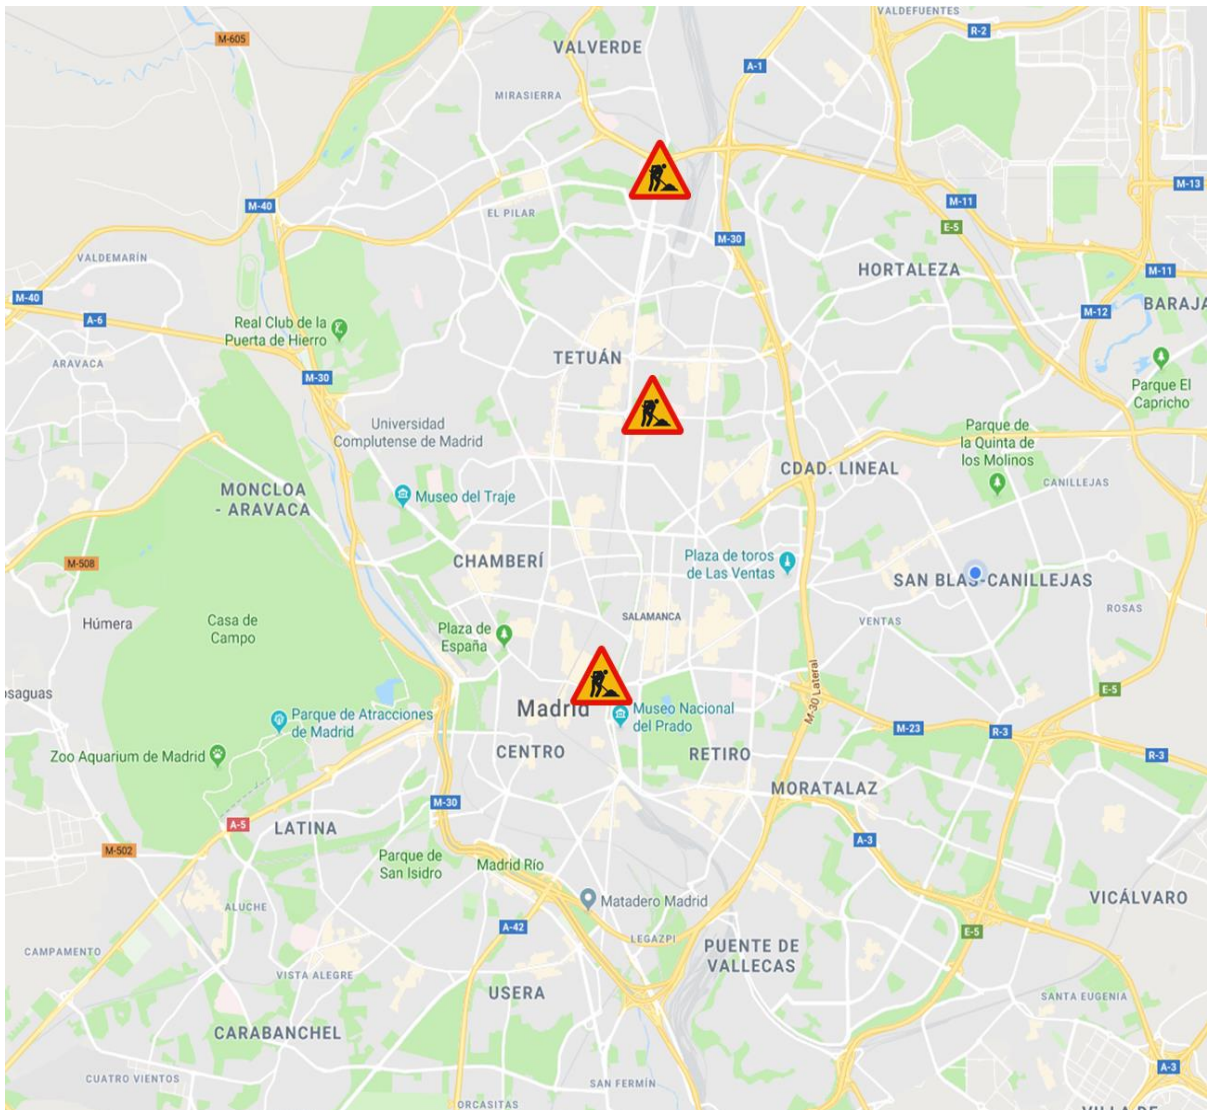 VALDEFUENTES
M-605
R-2
VALVERDE
A-1
MIRASIERRA
M-13
M-11
M-40
EL PILAR
E-5
M-30
VALDEMARÍN
HORTALEZA
M-11
M-40
A-6
M-12
BARAJA
Real Club de la
Puerta de Hierro
TETUÁN
ARAVACA
M-30
Parque El
Capricho
Universidad
Complutense de Madrid
Parque de
la Quinta de
los Molinos
CDAD. LINEAL
CANILLEJAS
MONCLOA
- ARAVACA
Museo del Traje
CHAMBERÍ
Plaza de toros
de Las Ventas
M-508
SAN BLAS-CANILLEJAS
ROSAS
Húmera
Casa de
Campo
SALAMANCA
VENTAS
Plaza de
España
osaguas
M-30 Lateral
E-5
Madrid
Museo Nacional
del Prado
Parque de Atracciones
de Madrid
M-23
R-3
Zoo Aquarium de Madrid
CENTRO
RETIRO
R-3
MORATALAZ
M-30
A-5
LATINA
A-3
M-502
Parque de
San Isidro
Madrid Río
Matadero Madrid
VICÁLVARO
ALUCHE
A-42
E-5
LEGAZPI
CAMPAMENTO
PUENTE DE
VALLECAS
VISTA ALEGRE
USERA
SANTA EUGENIA
CARABANCHEL
A-3
CUATRO VIENTOS
SAN FERMÍN
ORCASITAS
VILLA DE